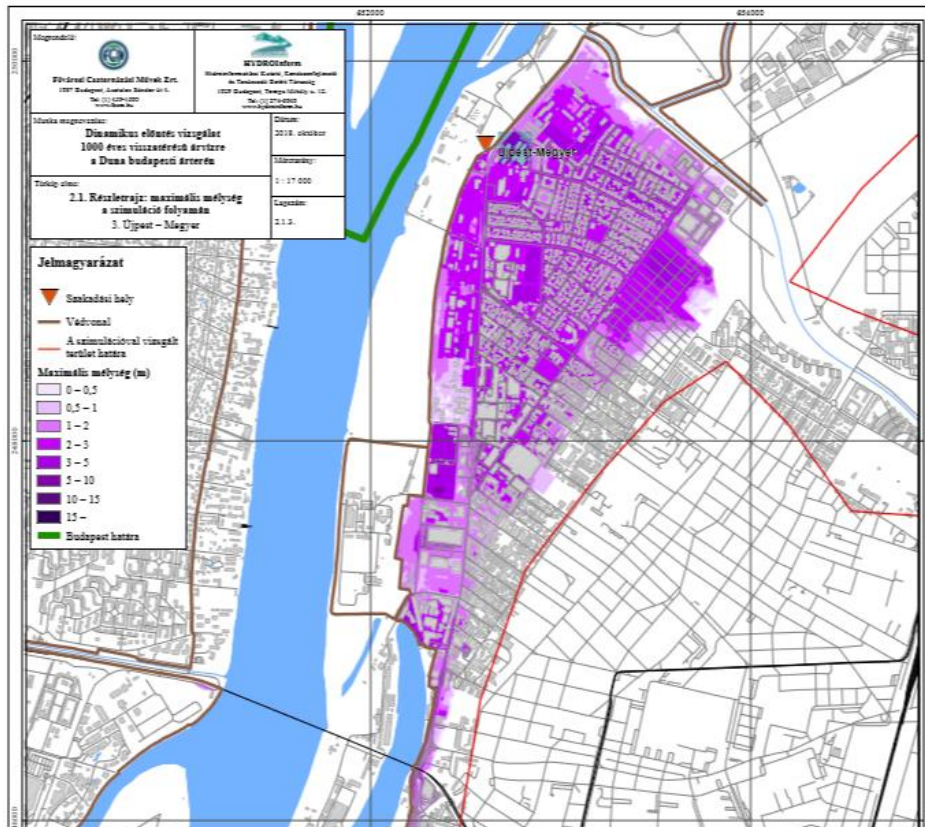 652000
654000
Megrendelő:
Fővárosi Csatornázási Művek Zrt.
HYDROInform
Munka megnevezése:
Dinamikus elöntés vizsgálat
1000 éves visszatérésű árvízre
a Duna budapesti árterén
Dátum:
2018. október
Méretarány:
1 : 17 000
Térkép címe:
2.1. Részletrajz: maximális mélység
a szimuláció folyamán
3. Újpest – Megyer
2.1.3.
Újpest-Megyer
Jelmagyarázat
Szakadási hely
Védvonal
A szimulációval vizsgált
terület határa
Maximális mélység (m)
0 – 0,5
0,5 – 1
1 – 2
2 – 3
3 – 5
5 – 10
10 – 15
15 –
Budapest határa